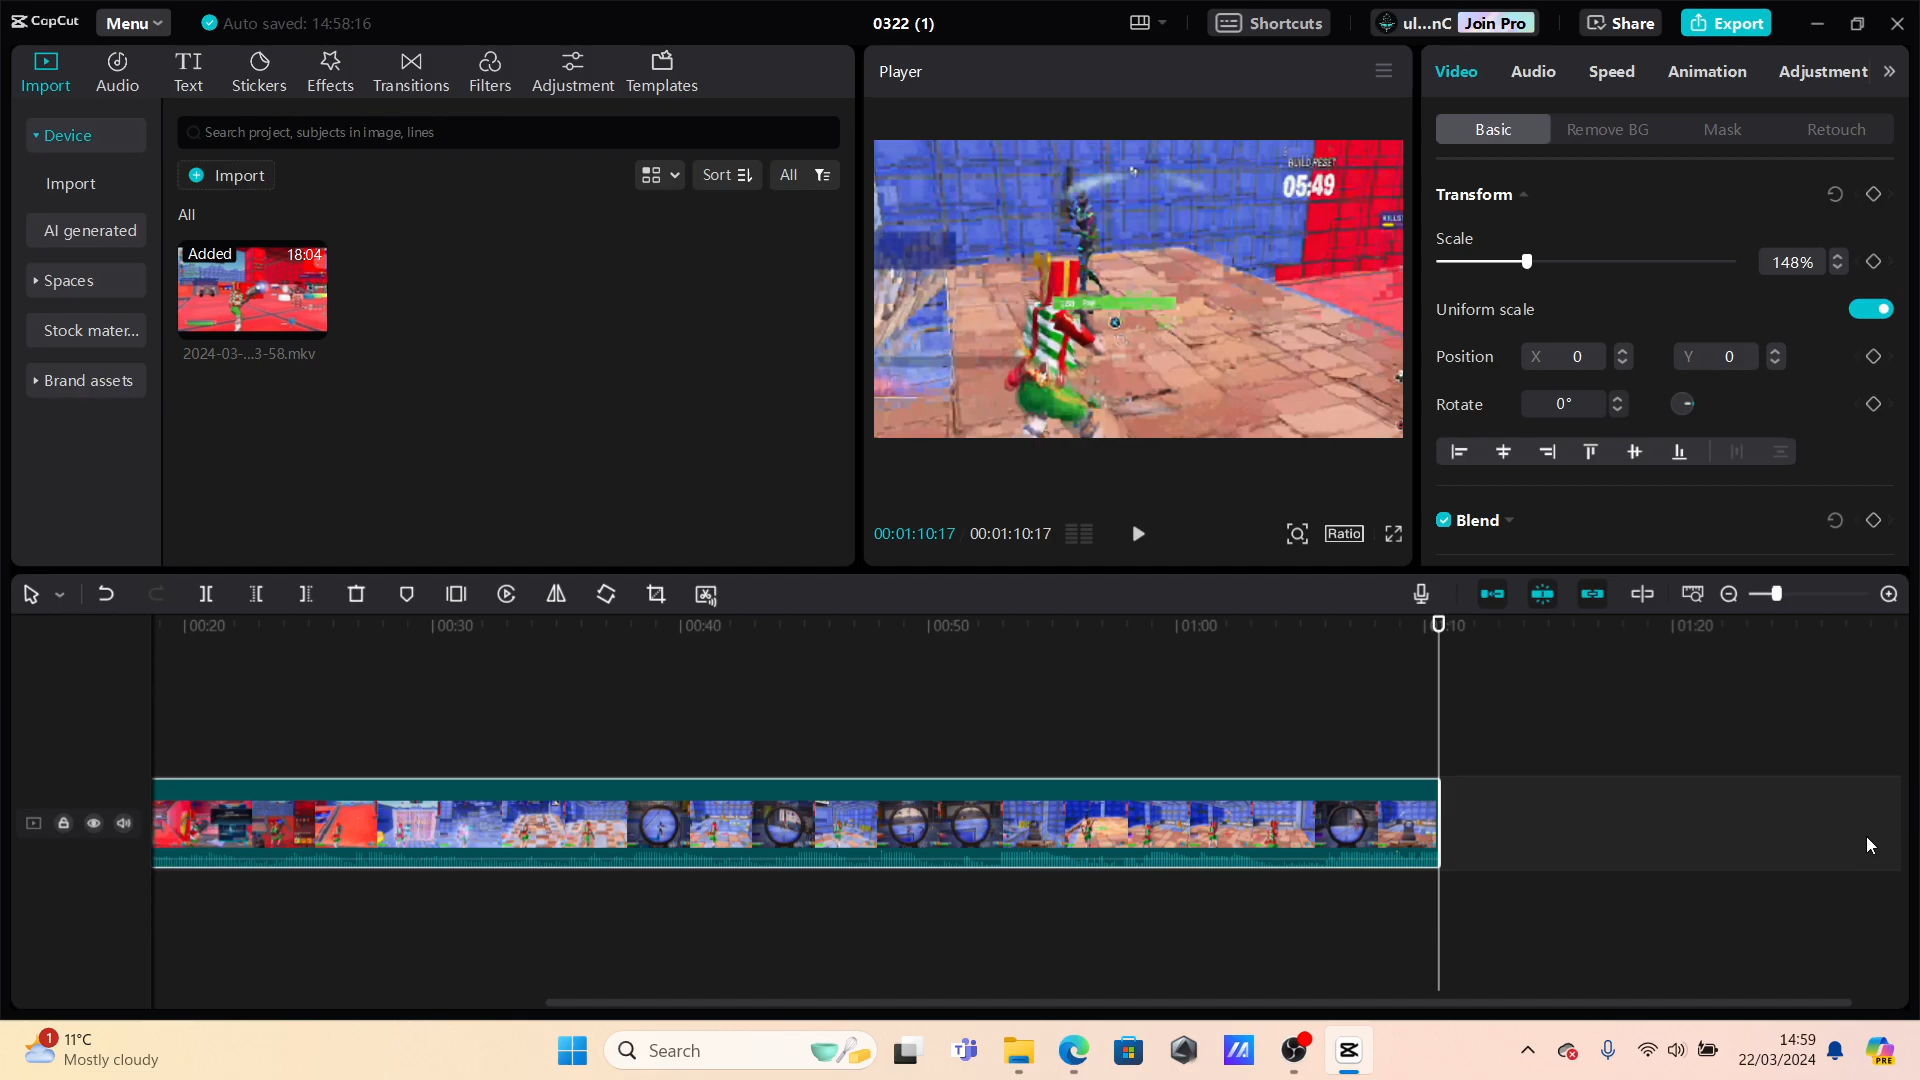 CapCut Menu Auto saved: 14:58:16 0322 (1) Shortcuts ul...nC Join Pro Share Export
Import Audio Text Stickers Effects Transitions Filters Adjustment Templates
Device
Import
AI generated
Spaces
Stock mater...
Brand assets
Search project, subjects in image, lines
Import Sort All
All
Added 18:04
2024-03-...3-58.mkv
Player
BUILD RESET
05:49
00:01:10:17 00:01:10:17 Ratio
Video Audio Speed Animation Adjustment
Basic Remove BG Mask Retouch
Transform
Scale
148%
Uniform scale
Position X 0 Y 0
Rotate 0°
Blend
00:20 00:30 00:40 00:50 01:00 :10 01:20
1 11°C
Mostly cloudy
Search
14:59
22/03/2024
PRE